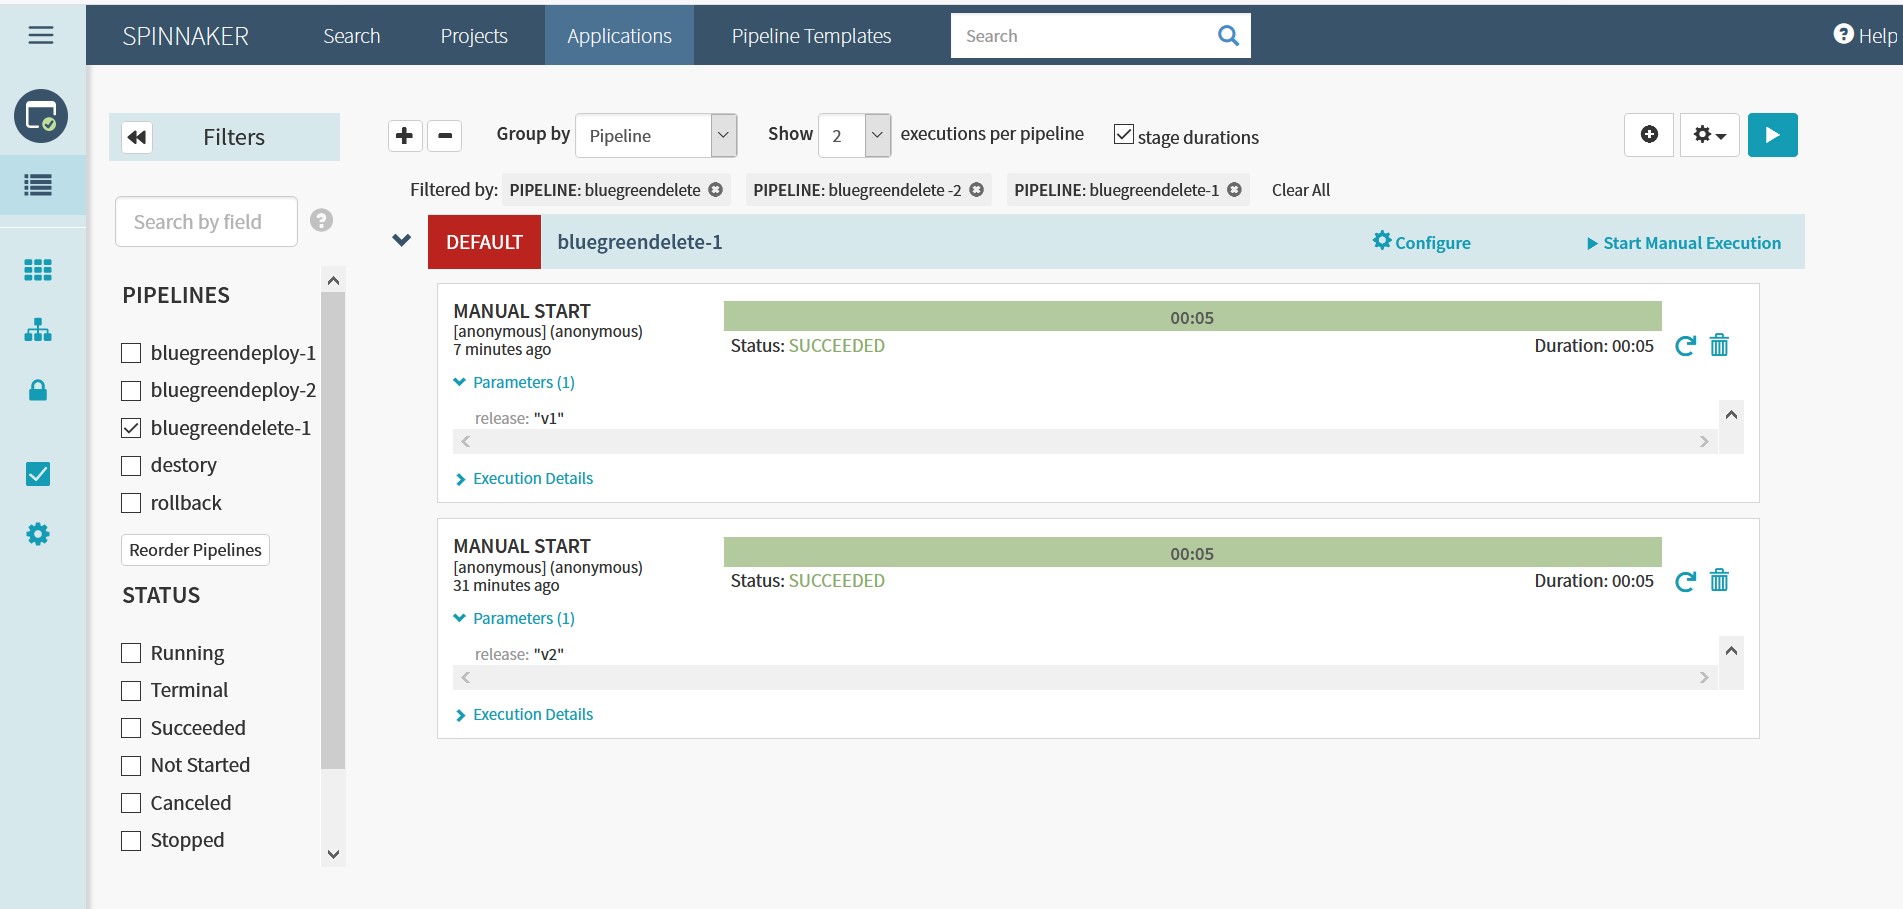 SPINNAKER Search Projects Applications Pipeline Templates Search Help
Filters
Group by Pipeline Show 2 executions per pipeline stage durations
Filtered by: PIPELINE: bluegreendelete PIPELINE: bluegreendelete -2 PIPELINE: bluegreendelete-1 Clear All
Search by field
DEFAULT bluegreendelete-1 Configure Start Manual Execution
PIPELINES
bluegreendeploy-1
bluegreendeploy-2
bluegreendelete-1
destory
rollback
Reorder Pipelines
STATUS
Running
Terminal
Succeeded
Not Started
Canceled
Stopped
MANUAL START
[anonymous] (anonymous)
7 minutes ago
00:05
Status: SUCCEEDED Duration: 00:05
Parameters (1)
release: "v1"
Execution Details
MANUAL START
[anonymous] (anonymous)
31 minutes ago
00:05
Status: SUCCEEDED Duration: 00:05
Parameters (1)
release: "v2"
Execution Details